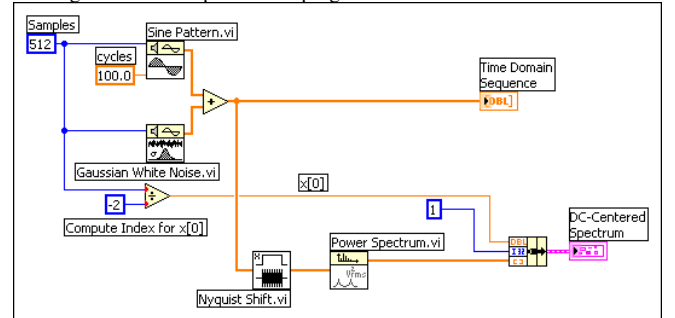 Samples
512
Sine Pattern.vi
cycles
100.0
Time Domain
Sequence
DBL
Gaussian White Noise.vi
x[0]
-2
1
Compute Index for x[0]
DC-Centered
Spectrum
Power Spectrum.vi
DBL
I32
Nyquist Shift.vi